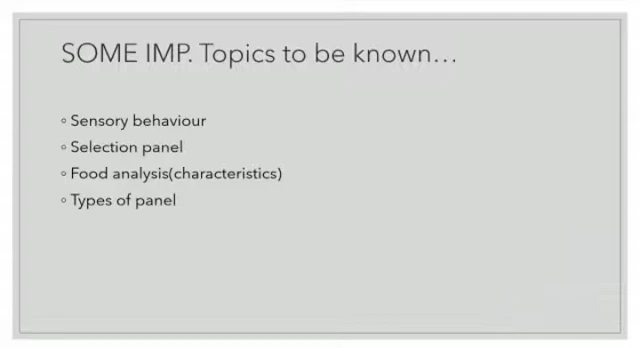 SOME IMP. Topics to be known…
◦ Sensory behaviour
◦ Selection panel
◦ Food analysis(characteristics)
◦ Types of panel